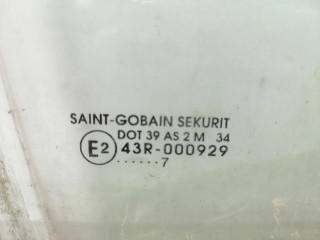 SAINT-GOBAIN SEKURIT
DOT 39 AS 2 M 34
E2 43R-000929
......7